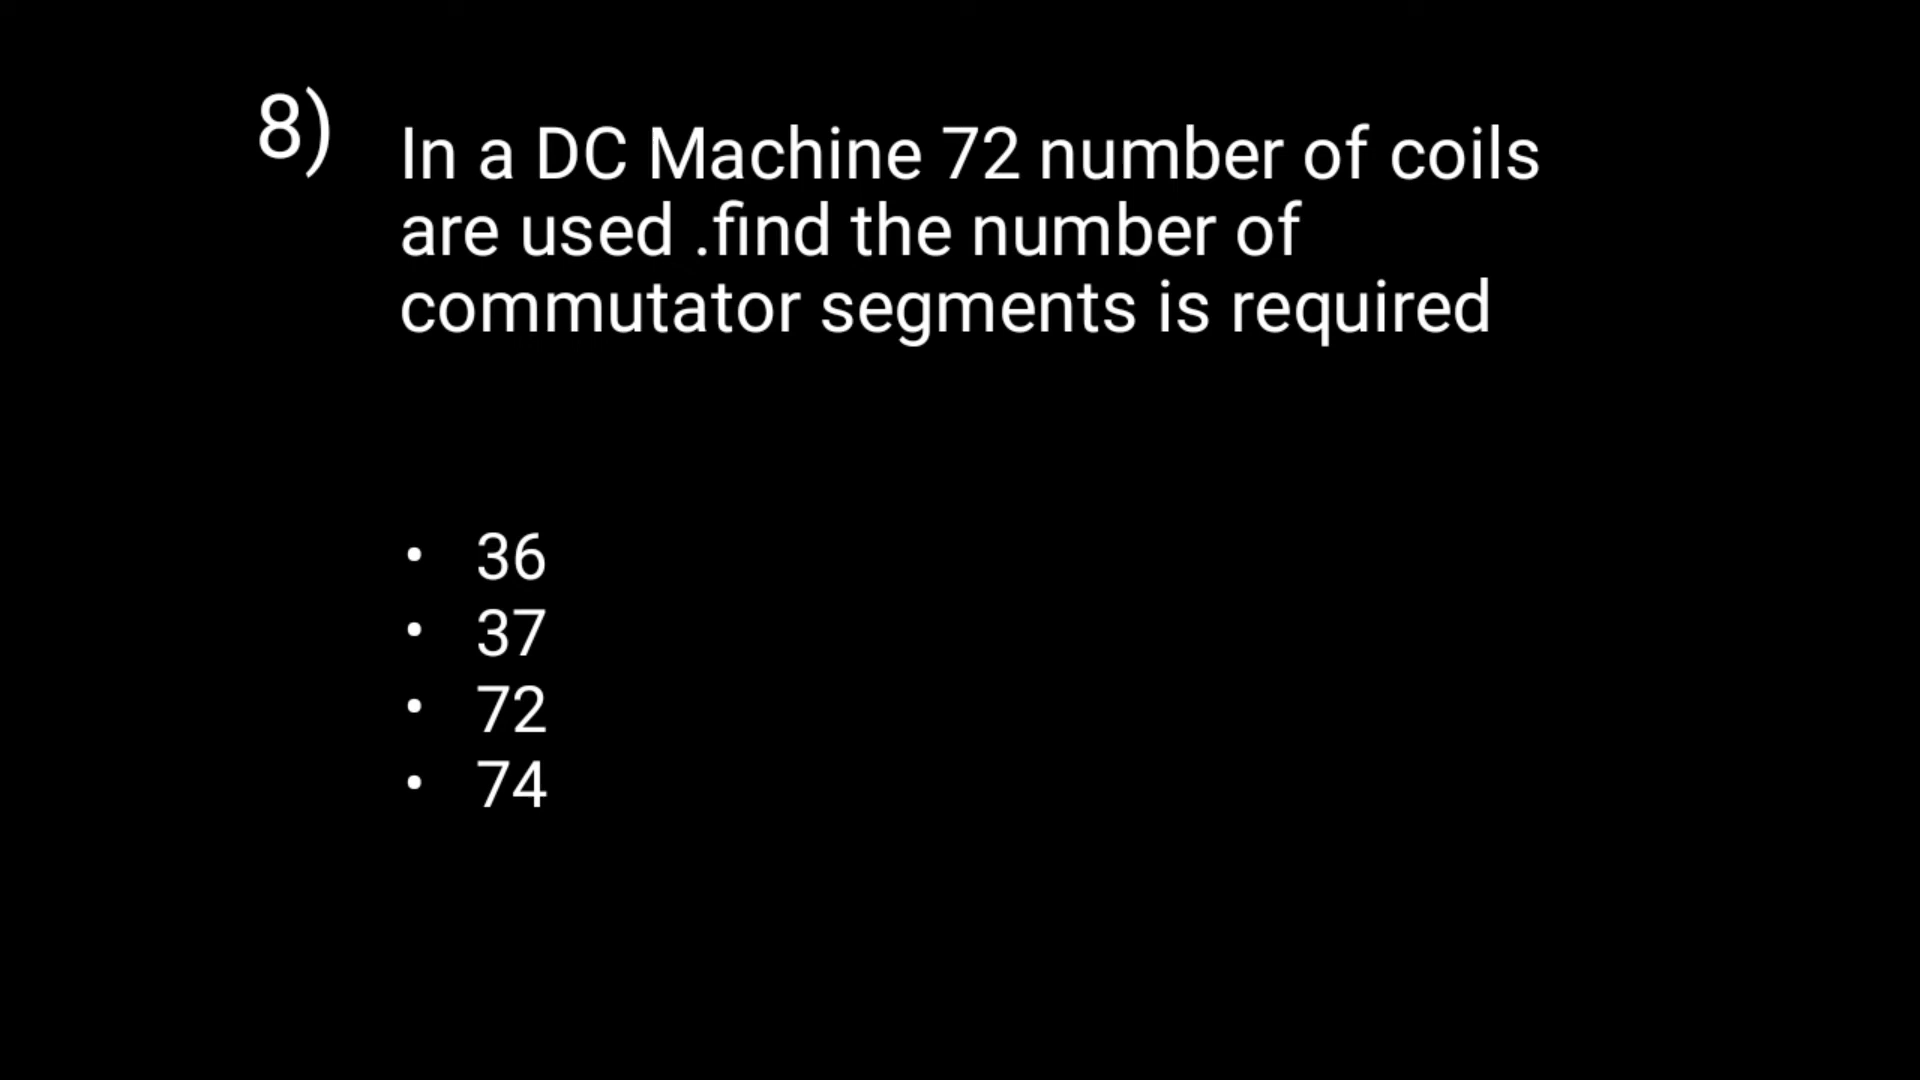 8)
In a DC Machine 72 number of coils
are used .find the number of
commutator segments is required
• 36
• 37
• 72
• 74